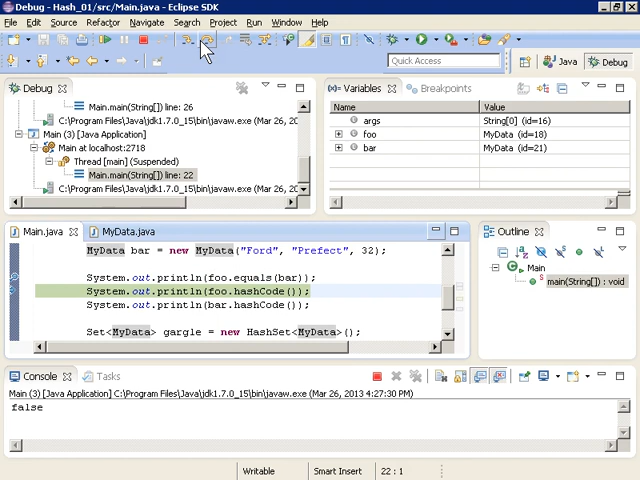 Debug - Hash_01/src/Main.java - Eclipse SDK
File Edit Source Refactor Navigate Search Project Run Window Help
Quick Access
Java
Debug
Debug
Main.main(String[]) line: 26
C:\Program Files\Java\jdk1.7.0_15\bin\javaw.exe (Mar 26, 20
Main (3) [Java Application]
Main at localhost:2718
Thread [main] (Suspended)
Main.main(String[]) line: 22
C:\Program Files\Java\jdk1.7.0_15\bin\javaw.exe (Mar 26, 20
Variables
Breakpoints
Name Value
args String[0] (id=16)
foo MyData (id=18)
bar MyData (id=21)
Main.java
MyData.java
MyData bar = new MyData("Ford", "Prefect", 32);
System.out.println(foo.equals(bar));
System.out.println(foo.hashCode());
System.out.println(bar.hashCode());
Set<MyData> gargle = new HashSet<MyData>();
Outline
Main
main(String[]) : void
Console
Tasks
Main (3) [Java Application] C:\Program Files\Java\jdk1.7.0_15\bin\javaw.exe (Mar 26, 2013 4:27:30 PM)
false
Writable
Smart Insert
22 : 1